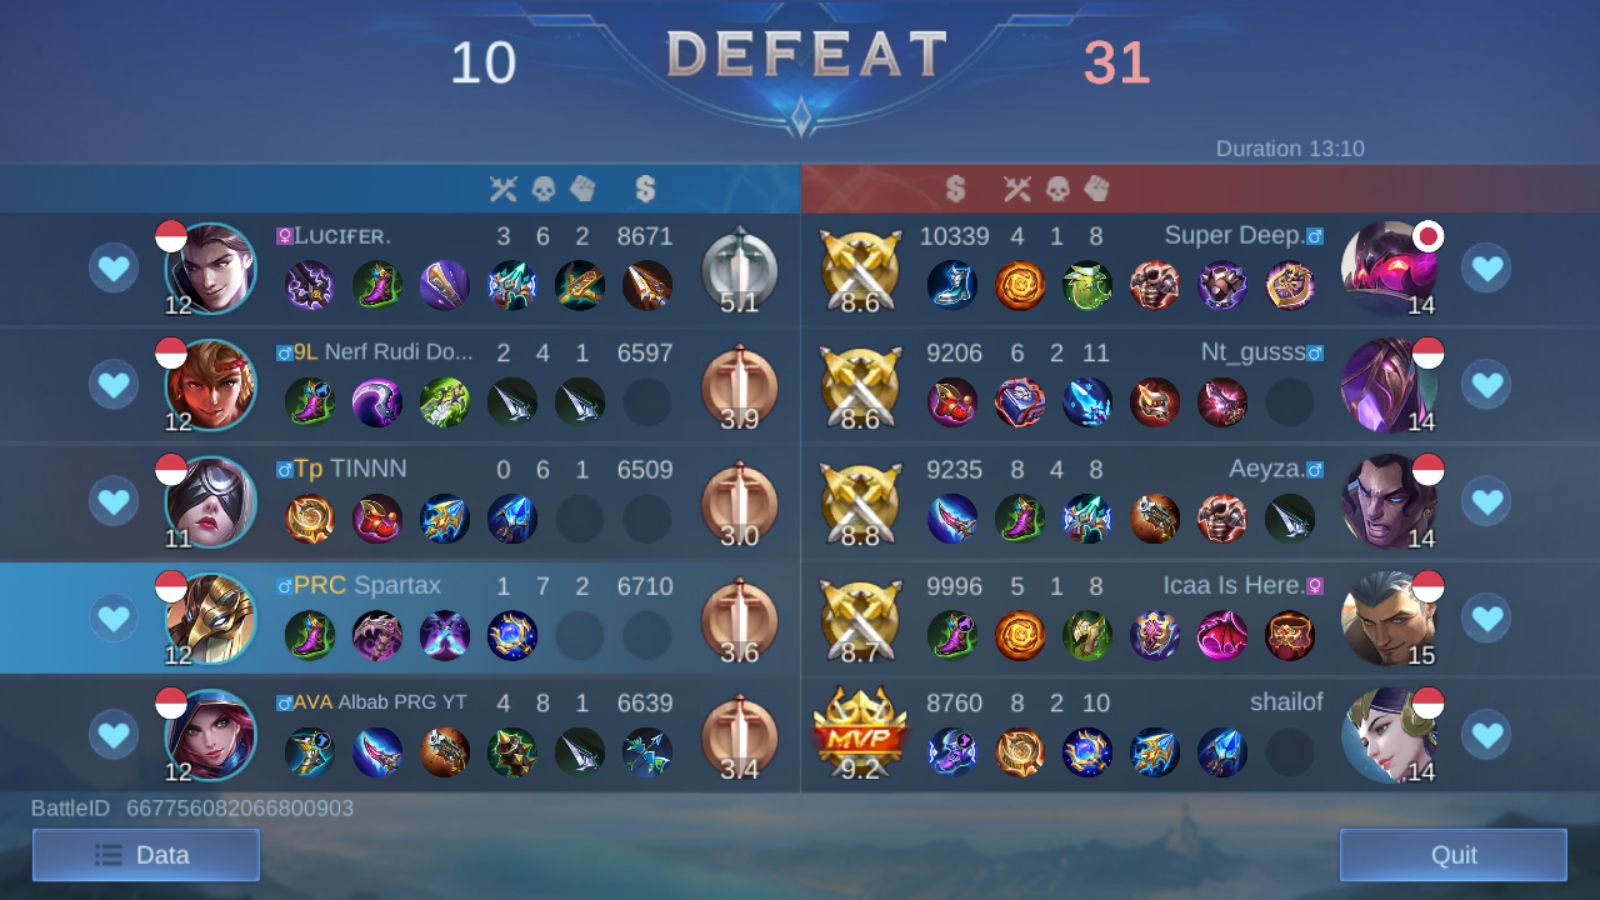 10 DEFEAT 31
Duration 13:10
Lucifer. 3 6 2 8671
12 5.1
10339 4 1 8 Super Deep.
8.6 14
9L Nerf Rudi Do... 2 4 1 6597
12 3.9
9206 6 2 11 Nt_gusss
8.6 14
Tp TINNN 0 6 1 6509
11 3.0
9235 8 4 8 Aeyza.
8.8 14
PRC Spartax 1 7 2 6710
12 3.6
9996 5 1 8 Icaa Is Here.
8.7 15
AVA Albab PRG YT 4 8 1 6639
12 3.4
8760 8 2 10 shailof
MVP
9.2 14
BattleID 667756082066800903
Data
Quit